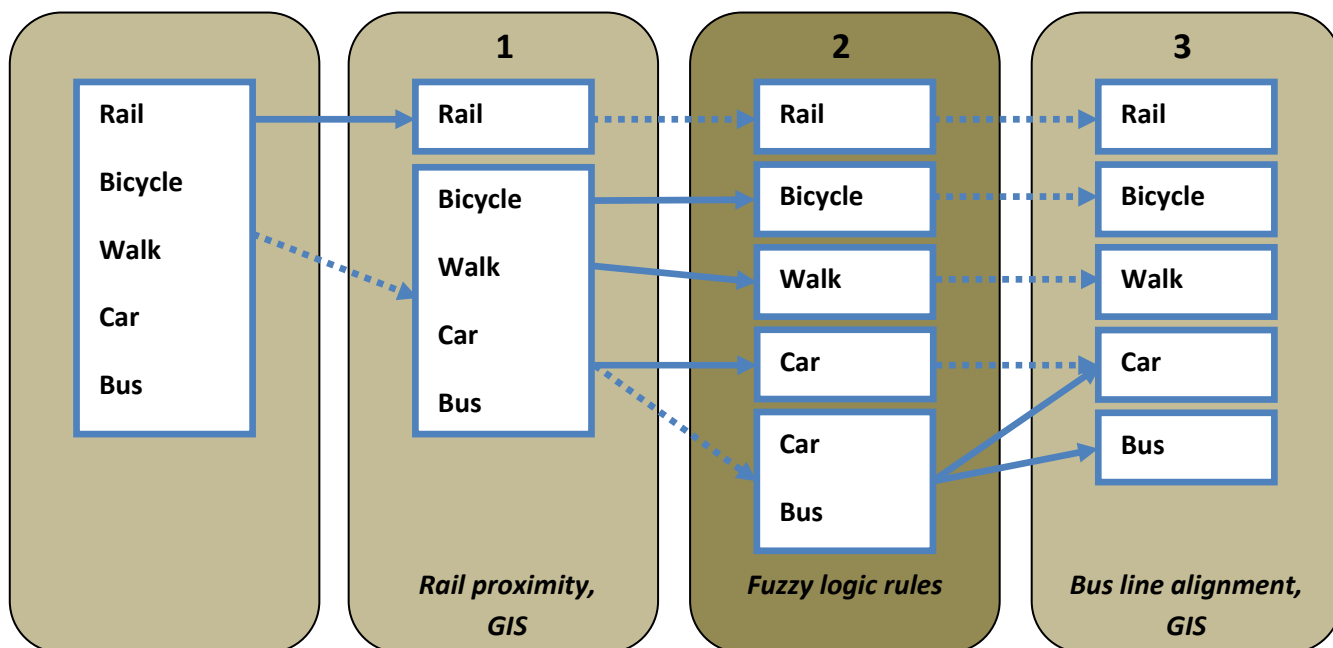 Rail
Bicycle
Walk
Car
Bus
1
Rail
Bicycle
Walk
Car
Bus
Rail proximity,
GIS
2
Rail
Bicycle
Walk
Car
Car
Bus
Fuzzy logic rules
3
Rail
Bicycle
Walk
Car
Bus
Bus line alignment,
GIS